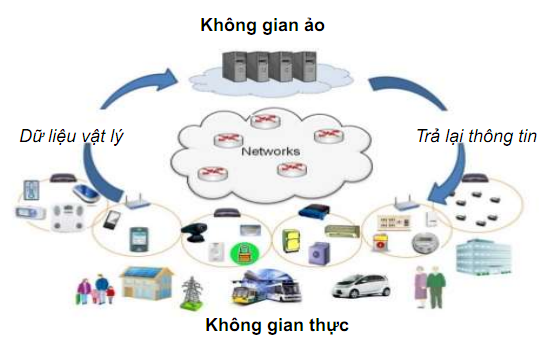 Không gian ảo
Dữ liệu vật lý
Trả lại thông tin
Networks
Không gian thực